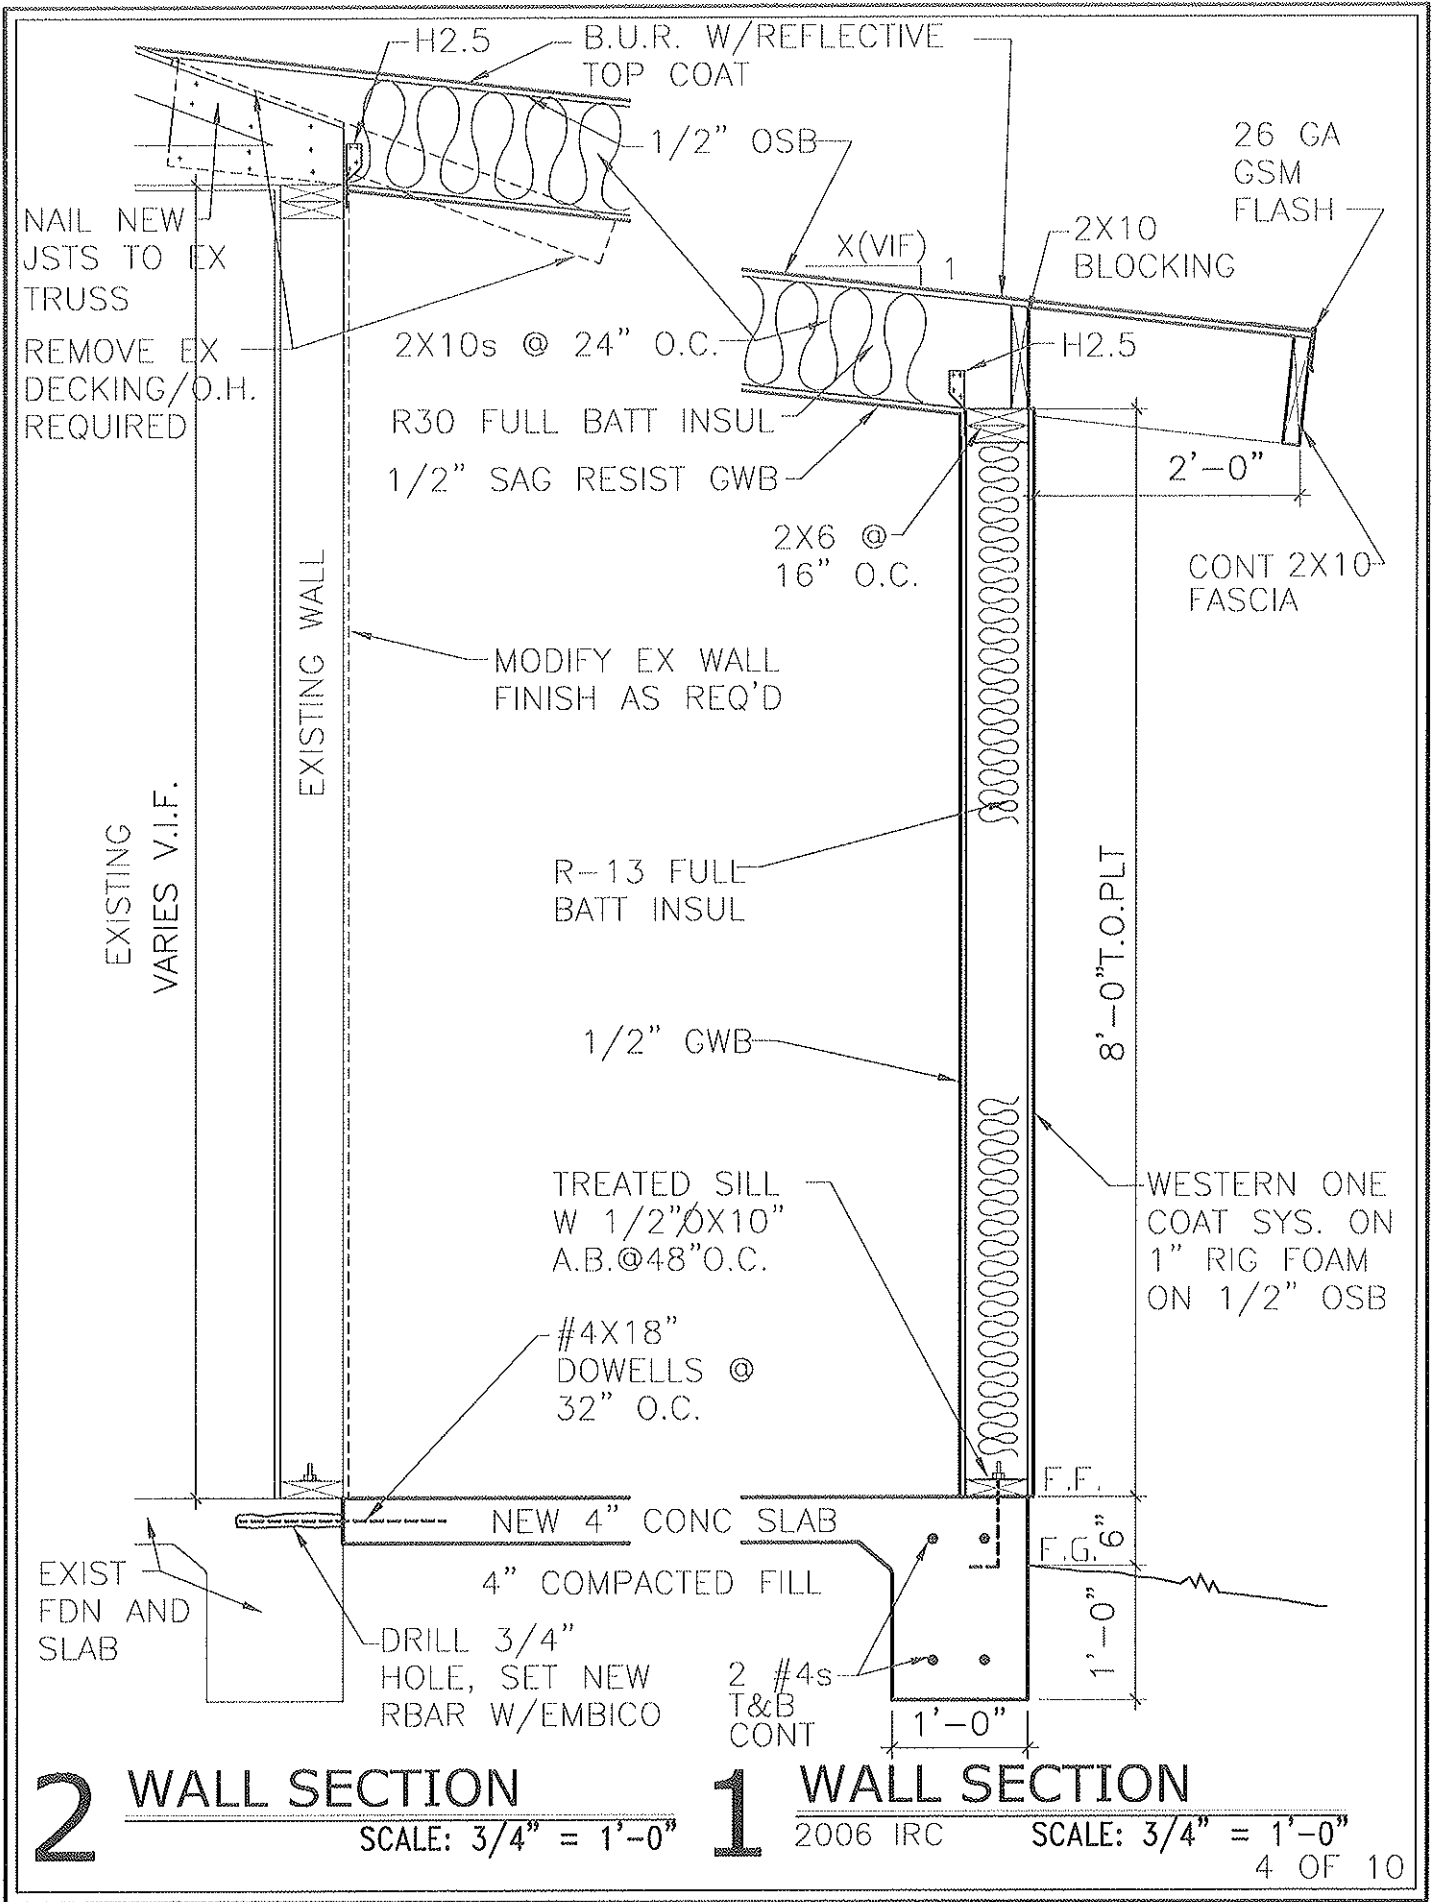 H2.5
B.U.R. W/REFLECTIVE
TOP COAT
1/2" OSB
26 GA
GSM
FLASH
NAIL NEW
JSTS TO EX
TRUSS
X(VIF)
1
2X10
BLOCKING
REMOVE EX
DECKING/O.H.
REQUIRED
2X10s @ 24" O.C.
H2.5
R30 FULL BATT INSUL
1/2" SAG RESIST GWB
2'-0"
2X6 @
16" O.C.
CONT 2X10
FASCIA
EXISTING WALL
MODIFY EX WALL
FINISH AS REQ'D
EXISTING
VARIES V.I.F.
R-13 FULL
BATT INSUL
8'-0"T.O.PLT
1/2" GWB
TREATED SILL
W 1/2"ØX10"
A.B.@48"O.C.
WESTERN ONE
COAT SYS. ON
1" RIG FOAM
ON 1/2" OSB
#4X18"
DOWELLS @
32" O.C.
F.F.
NEW 4" CONC SLAB
6"
F.G.
4" COMPACTED FILL
EXIST
FDN AND
SLAB
DRILL 3/4"
HOLE, SET NEW
RBAR W/EMBICO
2 #4s
T&B
CONT
1'-0"
1'-0"
2 WALL SECTION
SCALE: 3/4" = 1'-0"
1 WALL SECTION
2006 IRC SCALE: 3/4" = 1'-0"
4 OF 10